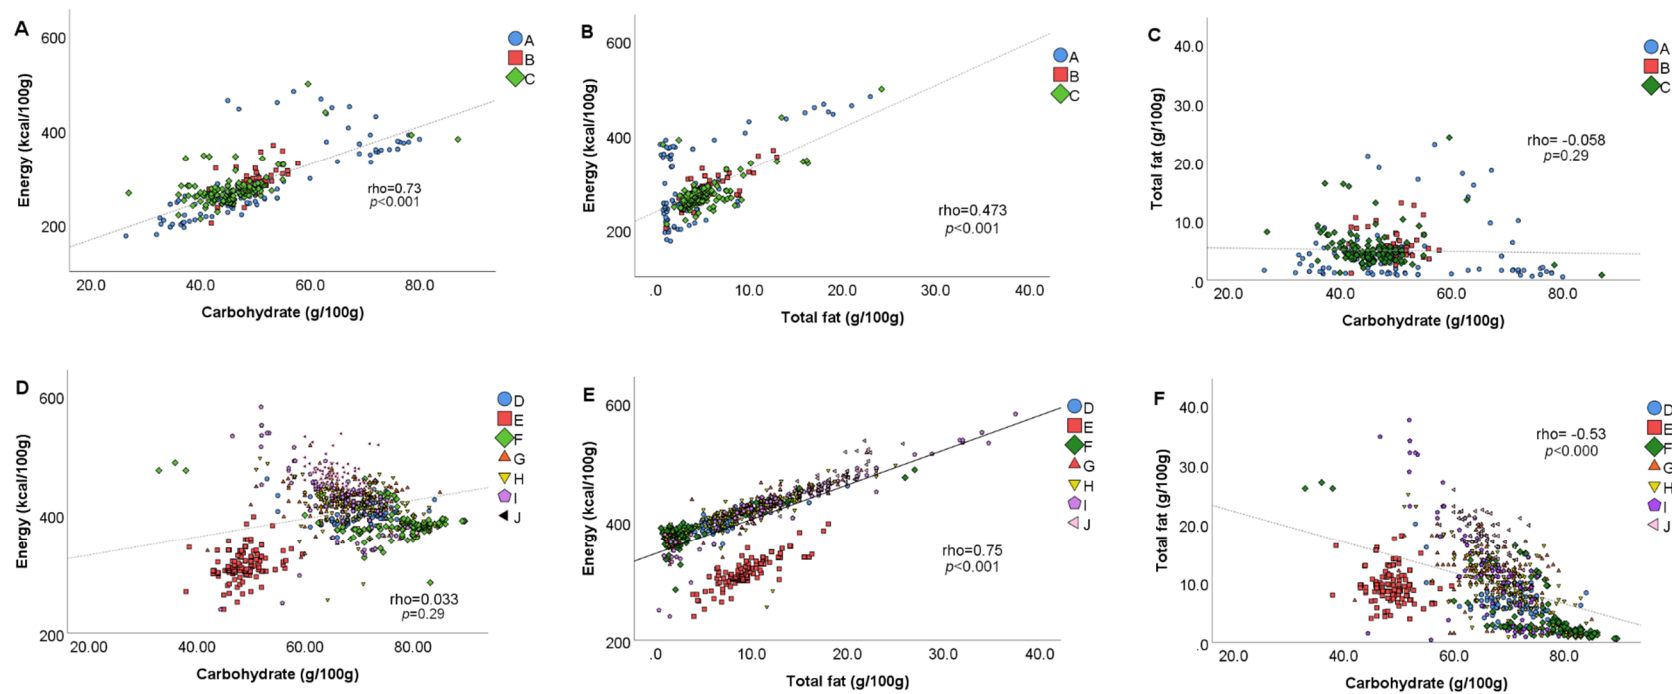 A
Energy (kcal/100g)
600
400
200
20.0 40.0 60.0 80.0
Carbohydrate (g/100g)
rho=0.73
p<0.001
A
B
C
B
Energy (kcal/100g)
600
400
200
.0 10.0 20.0 30.0 40.0
Total fat (g/100g)
rho=0.473
p<0.001
A
B
C
C
Total fat (g/100g)
40.0
30.0
20.0
10.0
.0
20.0 40.0 60.0 80.0
Carbohydrate (g/100g)
rho= -0.058
p=0.29
A
B
C
D
Energy (kcal/100g)
600
400
200
20.00 40.00 60.00 80.00
Carbohydrate (g/100g)
rho=0.033
p=0.29
D
E
F
G
H
I
J
E
Energy (kcal/100g)
600
400
200
.0 10.0 20.0 30.0 40.0
Total fat (g/100g)
rho=0.75
p<0.001
D
E
F
G
H
I
J
F
Total fat (g/100g)
40.0
30.0
20.0
10.0
.0
20.0 40.0 60.0 80.0
Carbohydrate (g/100g)
rho= -0.53
p<0.000
D
E
F
G
H
I
J